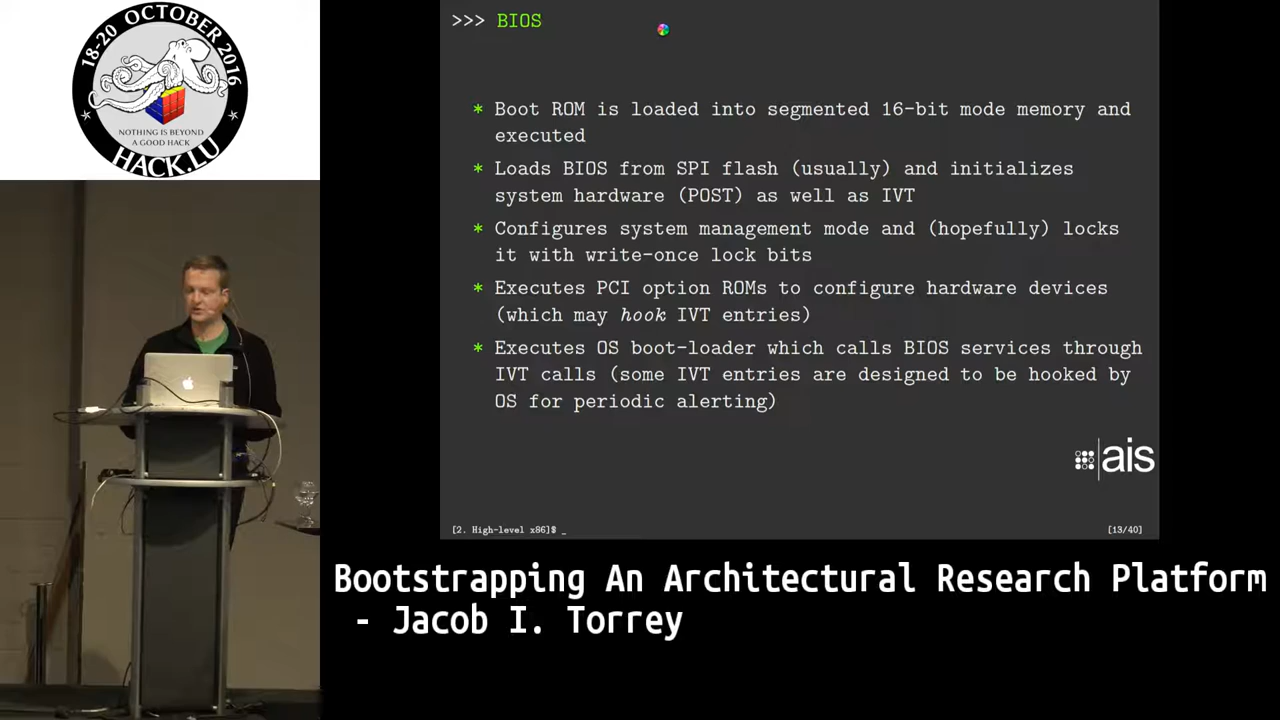 18-20 OCTOBER 2016
NOTHING IS BEYOND
A GOOD HACK
HACK.LU
>>> BIOS
* Boot ROM is loaded into segmented 16-bit mode memory and
executed
* Loads BIOS from SPI flash (usually) and initializes
system hardware (POST) as well as IVT
* Configures system management mode and (hopefully) locks
it with write-once lock bits
* Executes PCI option ROMs to configure hardware devices
(which may hook IVT entries)
* Executes OS boot-loader which calls BIOS services through
IVT calls (some IVT entries are designed to be hooked by
OS for periodic alerting)
ais
[2. High-level x86]$ _
[13/40]
Bootstrapping An Architectural Research Platform
- Jacob I. Torrey